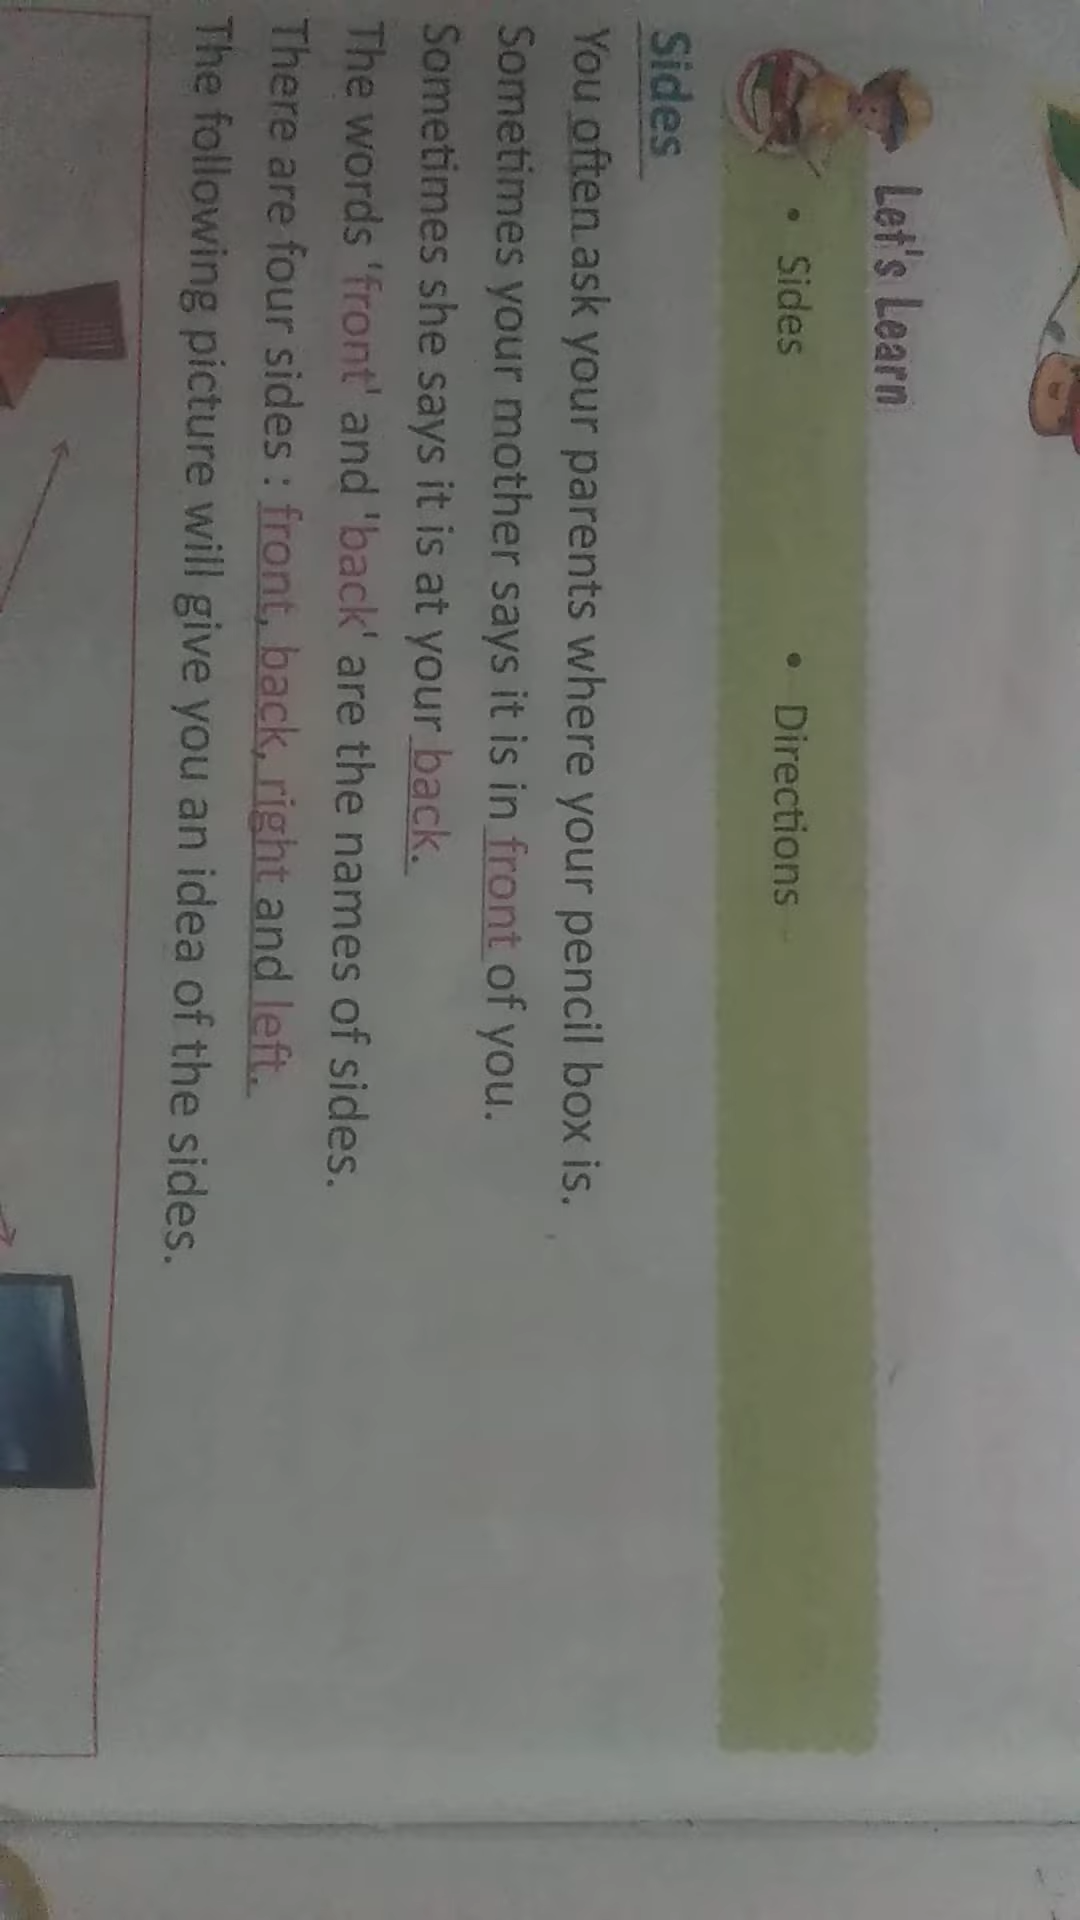 Let's Learn
• Sides • Directions
Sides
You often ask your parents where your pencil box is.
Sometimes your mother says it is in front of you.
Sometimes she says it is at your back.
The words 'front' and 'back' are the names of sides.
There are four sides : front, back, right and left.
The following picture will give you an idea of the sides.